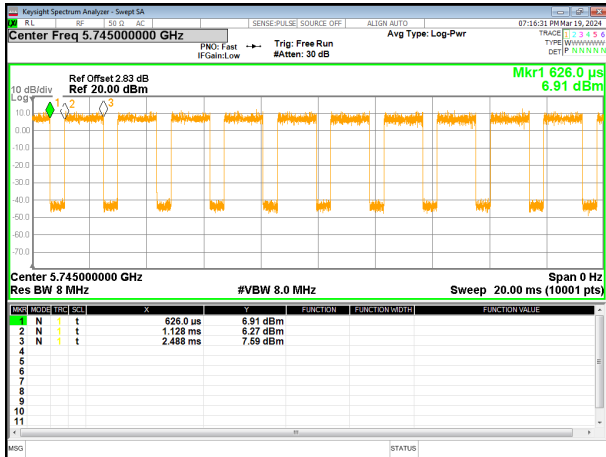 Keysight Spectrum Analyzer - Swept SA
RL RF 50 Ω AC SENSE:PULSE SOURCE OFF ALIGN AUTO 07:16:31 PM Mar 19, 2024
Center Freq 5.745000000 GHz
Avg Type: Log-Pwr
TRACE 1 2 3 4 5 6
PNO: Fast Trig: Free Run
TYPE WWWWWW
IFGain:Low #Atten: 30 dB
DET P N N N N N
Mkr1 626.0 µs
6.91 dBm
Ref Offset 2.83 dB
10 dB/div Ref 20.00 dBm
Log
1 2 3
10.0
0.00
-10.0
-20.0
-30.0
-40.0
-50.0
-60.0
-70.0
Center 5.745000000 GHz Span 0 Hz
Res BW 8 MHz #VBW 8.0 MHz Sweep 20.00 ms (10001 pts)
MKR MODE TRC SCL X Y FUNCTION FUNCTION WIDTH FUNCTION VALUE
1 N 1 t 626.0 µs 6.91 dBm
2 N 1 t 1.128 ms 6.27 dBm
3 N 1 t 2.488 ms 7.59 dBm
4
5
6
7
8
9
10
11
MSG STATUS